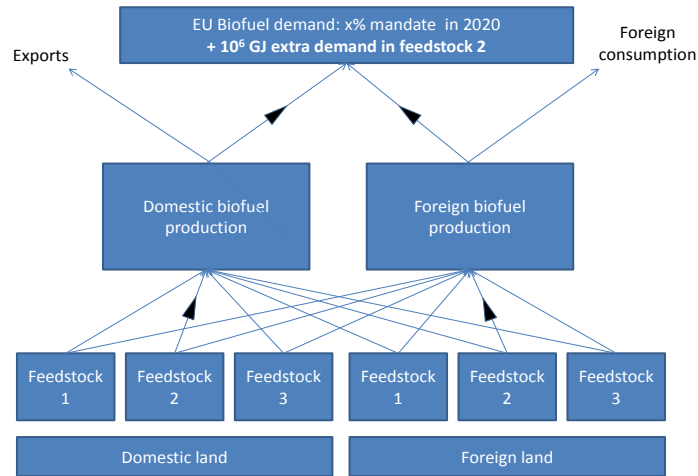 EU Biofuel demand: x% mandate in 2020
+ 10⁶ GJ extra demand in feedstock 2
Exports
Foreign
consumption
Domestic biofuel
production
Foreign biofuel
production
Feedstock
1
Feedstock
2
Feedstock
3
Feedstock
1
Feedstock
2
Feedstock
3
Domestic land
Foreign land